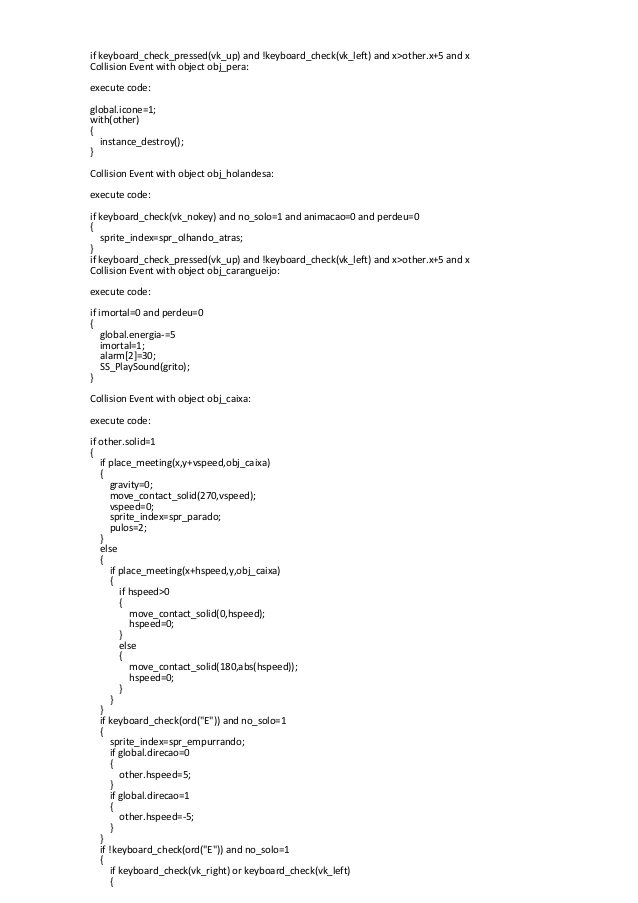 if keyboard_check_pressed(vk_up) and !keyboard_check(vk_left) and x>other.x+5 and x
Collision Event with object obj_pera:
execute code:
global.icone=1;
with(other)
{
instance_destroy();
}
Collision Event with object obj_holandesa:
execute code:
if keyboard_check(vk_nokey) and no_solo=1 and animacao=0 and perdeu=0
{
sprite_index=spr_olhando_atras;
}
if keyboard_check_pressed(vk_up) and !keyboard_check(vk_left) and x>other.x+5 and x
Collision Event with object obj_carangueijo:
execute code:
if imortal=0 and perdeu=0
{
global.energia-=5
imortal=1;
alarm[2]=30;
SS_PlaySound(grito);
}
Collision Event with object obj_caixa:
execute code:
if other.solid=1
{
if place_meeting(x,y+vspeed,obj_caixa)
{
gravity=0;
move_contact_solid(270,vspeed);
vspeed=0;
sprite_index=spr_parado;
pulos=2;
}
else
{
if place_meeting(x+hspeed,y,obj_caixa)
{
if hspeed>0
{
move_contact_solid(0,hspeed);
hspeed=0;
}
else
{
move_contact_solid(180,abs(hspeed));
hspeed=0;
}
}
}
if keyboard_check(ord("E")) and no_solo=1
{
sprite_index=spr_empurrando;
if global.direcao=0
{
other.hspeed=5;
}
if global.direcao=1
{
other.hspeed=-5;
}
}
if !keyboard_check(ord("E")) and no_solo=1
{
if keyboard_check(vk_right) or keyboard_check(vk_left)
{